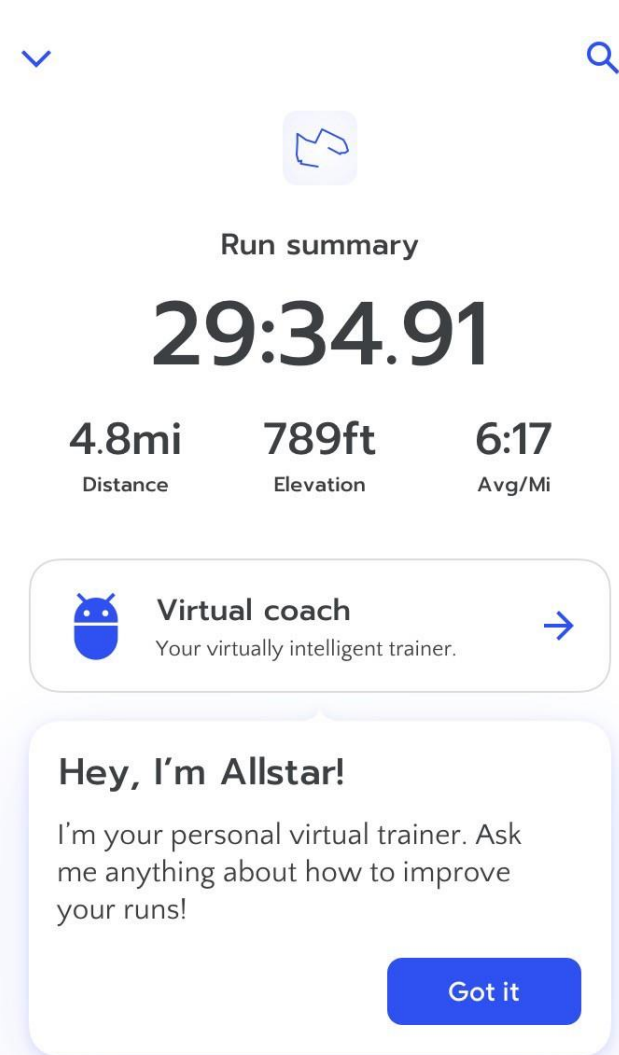 Run summary
29:34.91
4.8mi 789ft 6:17
Distance Elevation Avg/Mi
Virtual coach
Your virtually intelligent trainer.
Hey, I’m Allstar!
I’m your personal virtual trainer. Ask
me anything about how to improve
your runs!
Got it